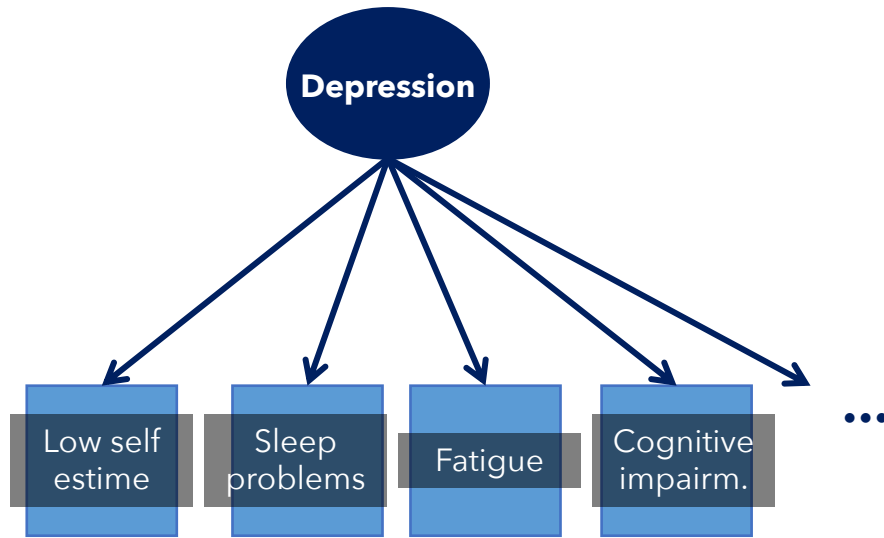 Depression
Low self
estime
Sleep
problems
Fatigue
Cognitive
impairm.
...